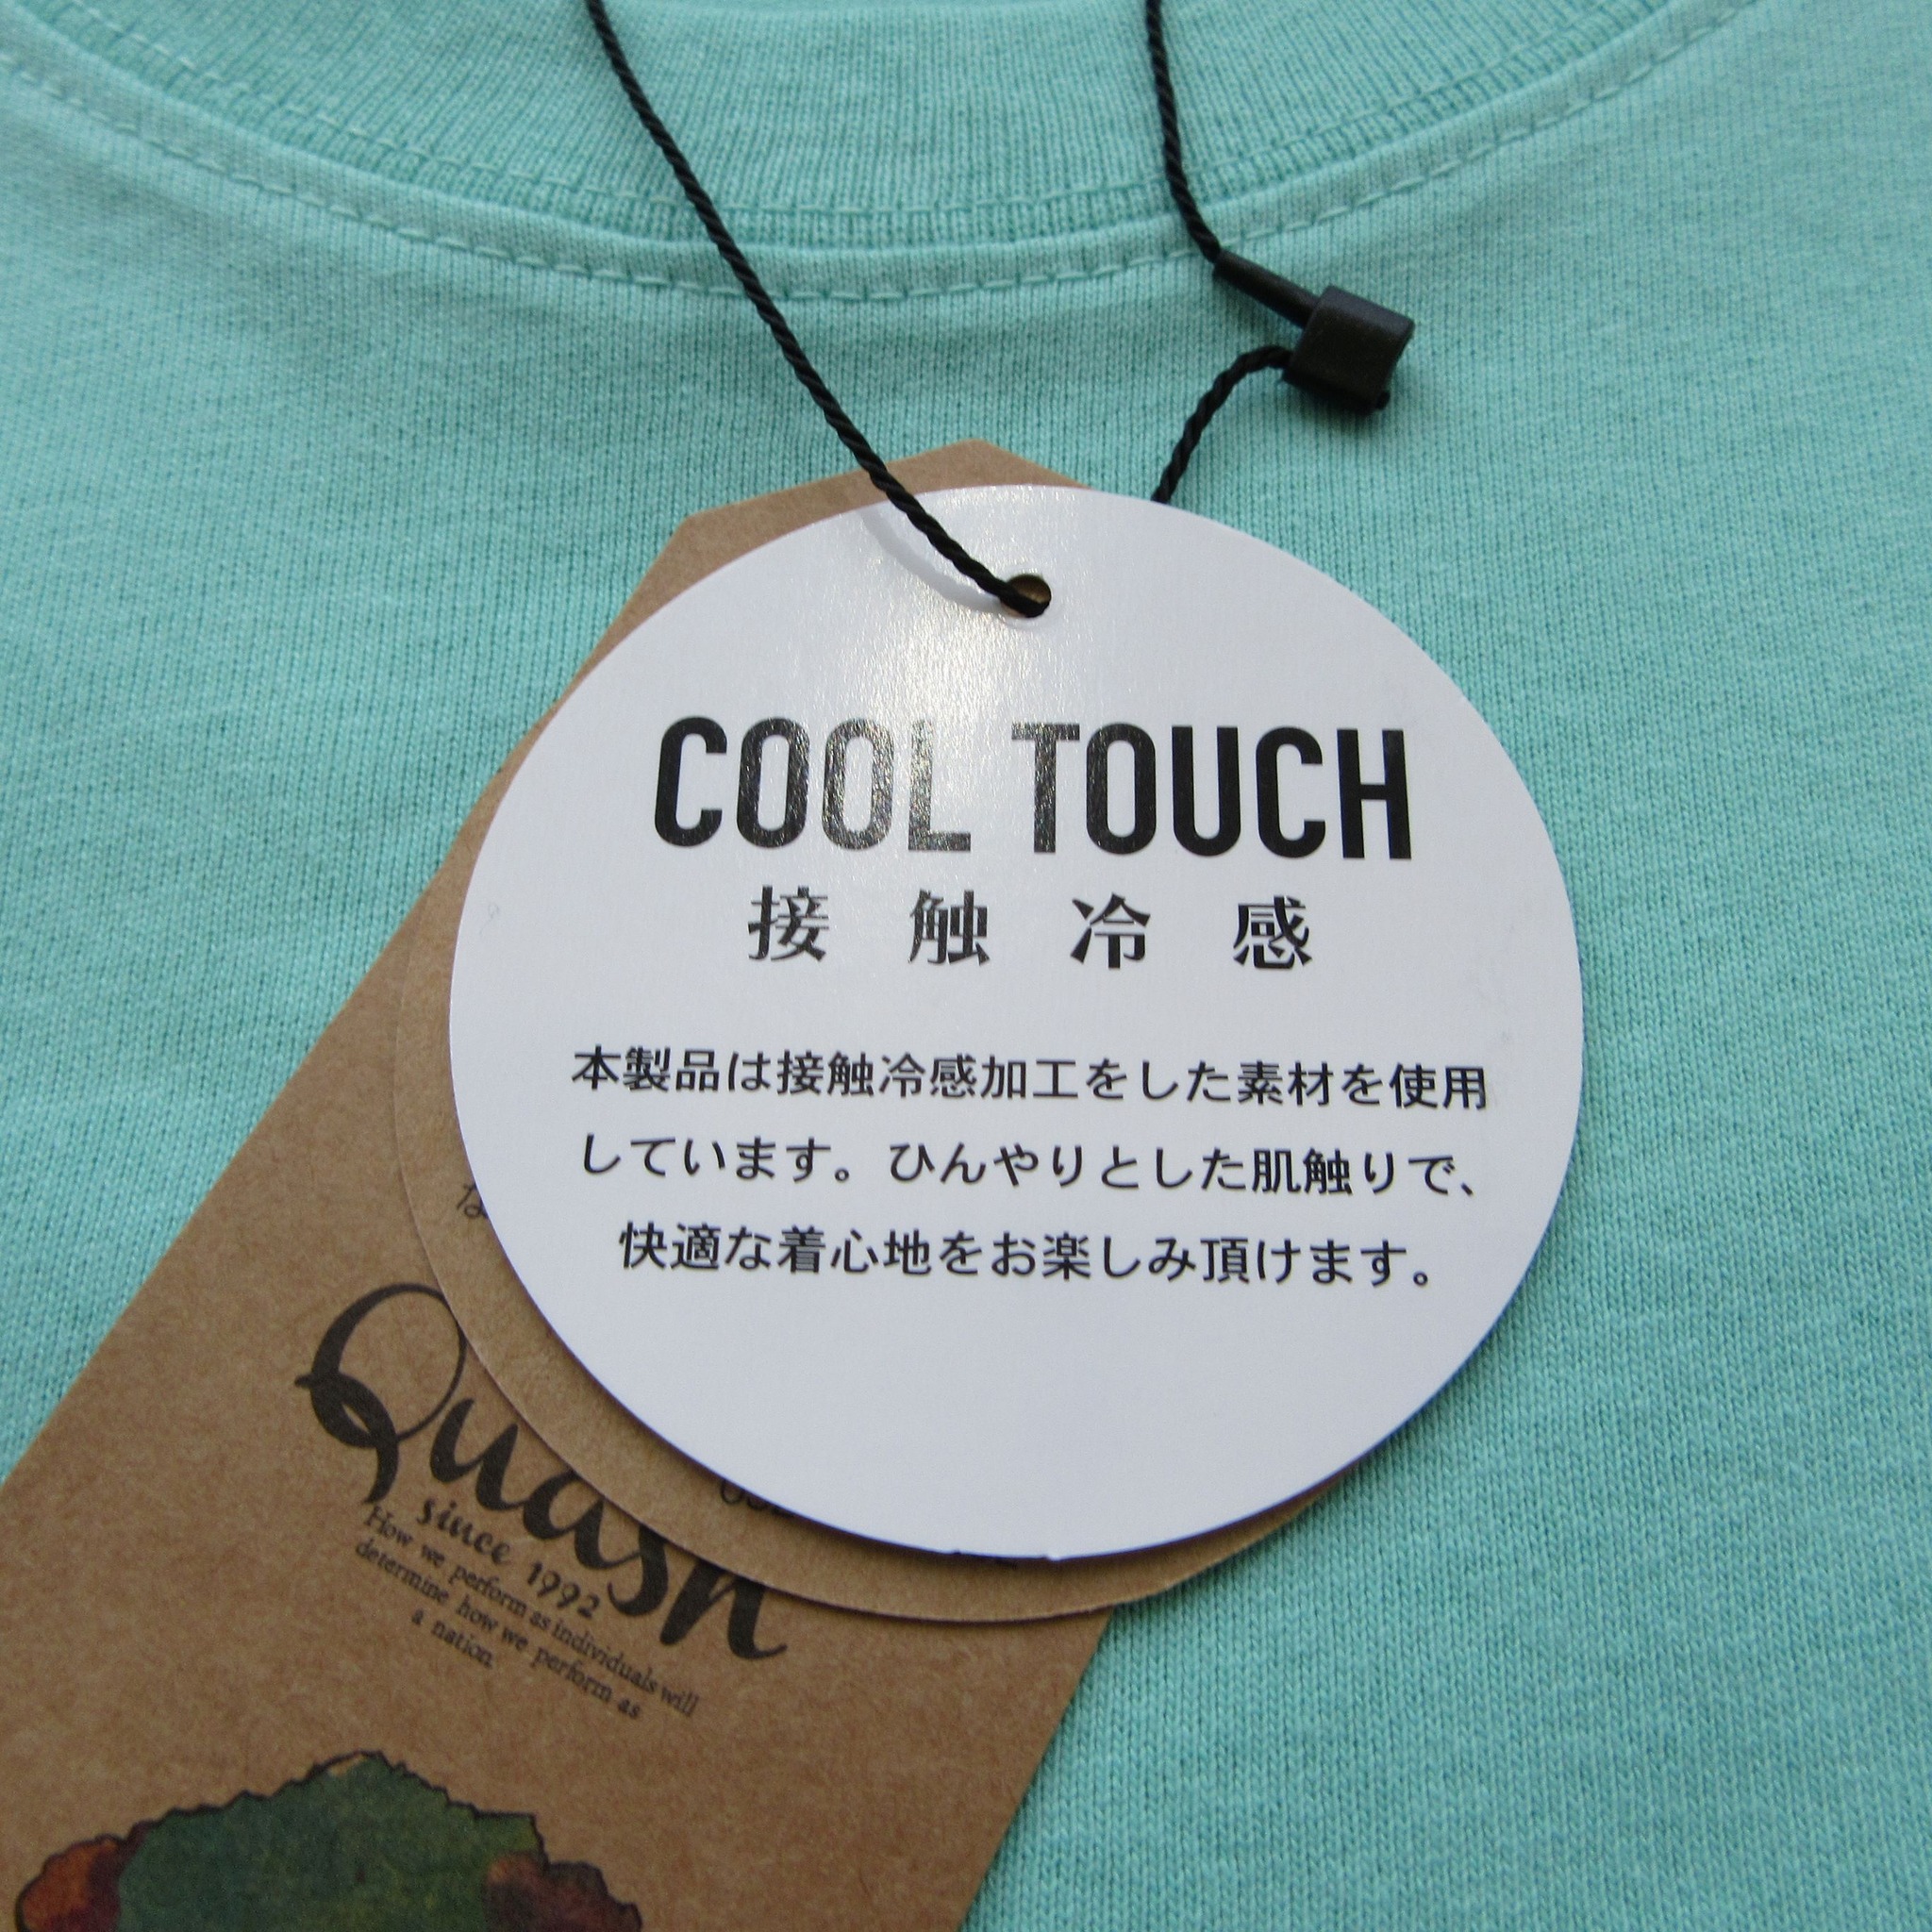 COOL TOUCH
接触冷感
本製品は接触冷感加工をした素材を使用
しています。ひんやりとした肌触りで、
快適な着心地をお楽しみ頂けます。
Quash
since 1992
How we perform as individuals will
determine how we perform as
a nation.